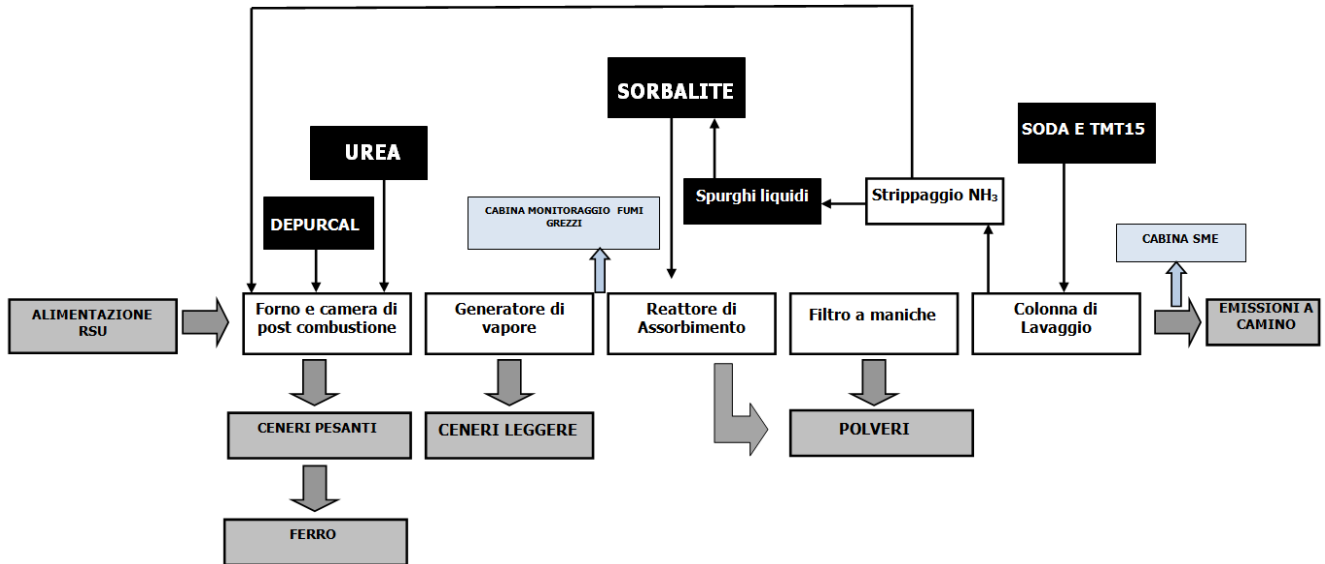 SORBALITE
SODA E TMT15
UREA
Spurghi liquidi
Strippaggio NH₃
DEPURCAL
CABINA MONITORAGGIO FUMI
GREZZI
CABINA SME
ALIMENTAZIONE
RSU
Forno e camera di
post combustione
Generatore di
vapore
Reattore di
Assorbimento
Filtro a maniche
Colonna di
Lavaggio
EMISSIONI A
CAMINO
CENERI PESANTI
CENERI LEGGERE
POLVERI
FERRO